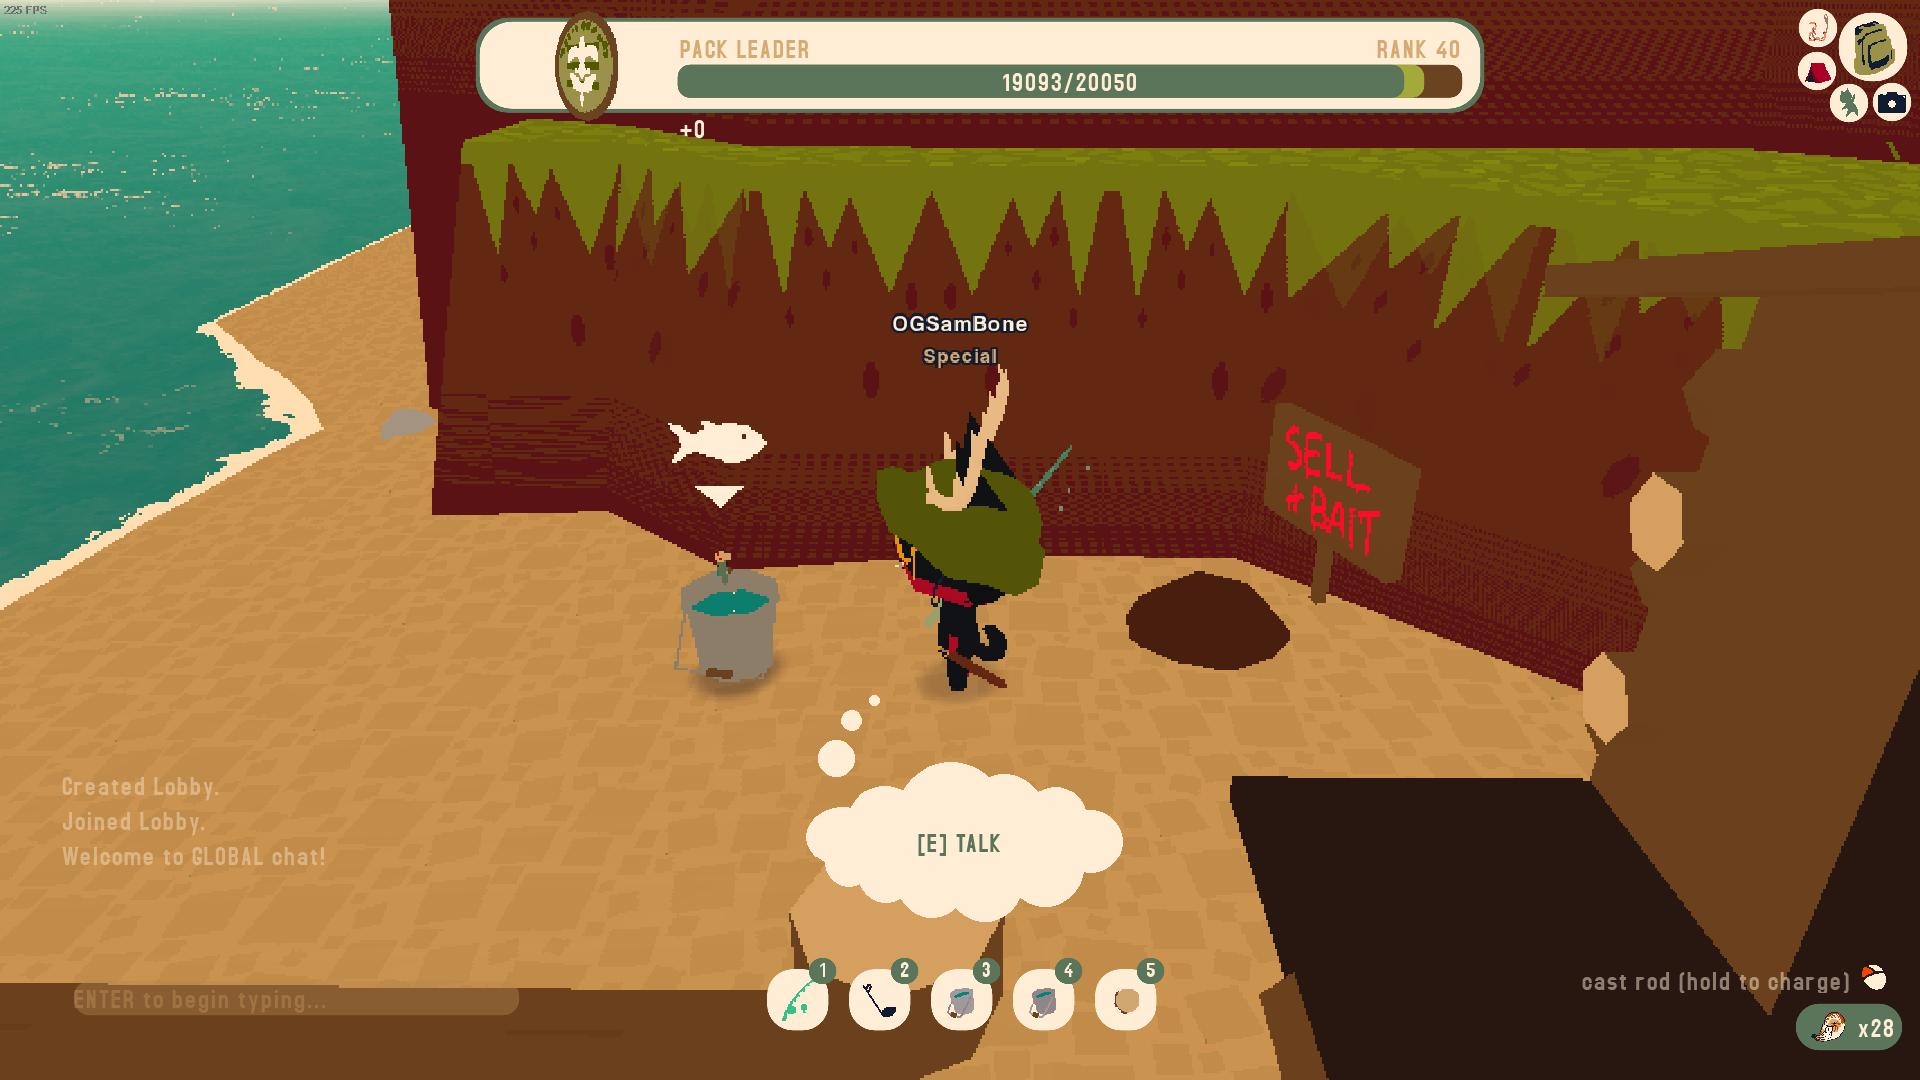 225 FPS
PACK LEADER
RANK 40
19093/20050
+0
OGSamBone
Special
SELL
+ BAIT
Created Lobby.
Joined Lobby.
Welcome to GLOBAL chat!
[E] TALK
1 2 3 4 5
ENTER to begin typing...
cast rod (hold to charge)
x28